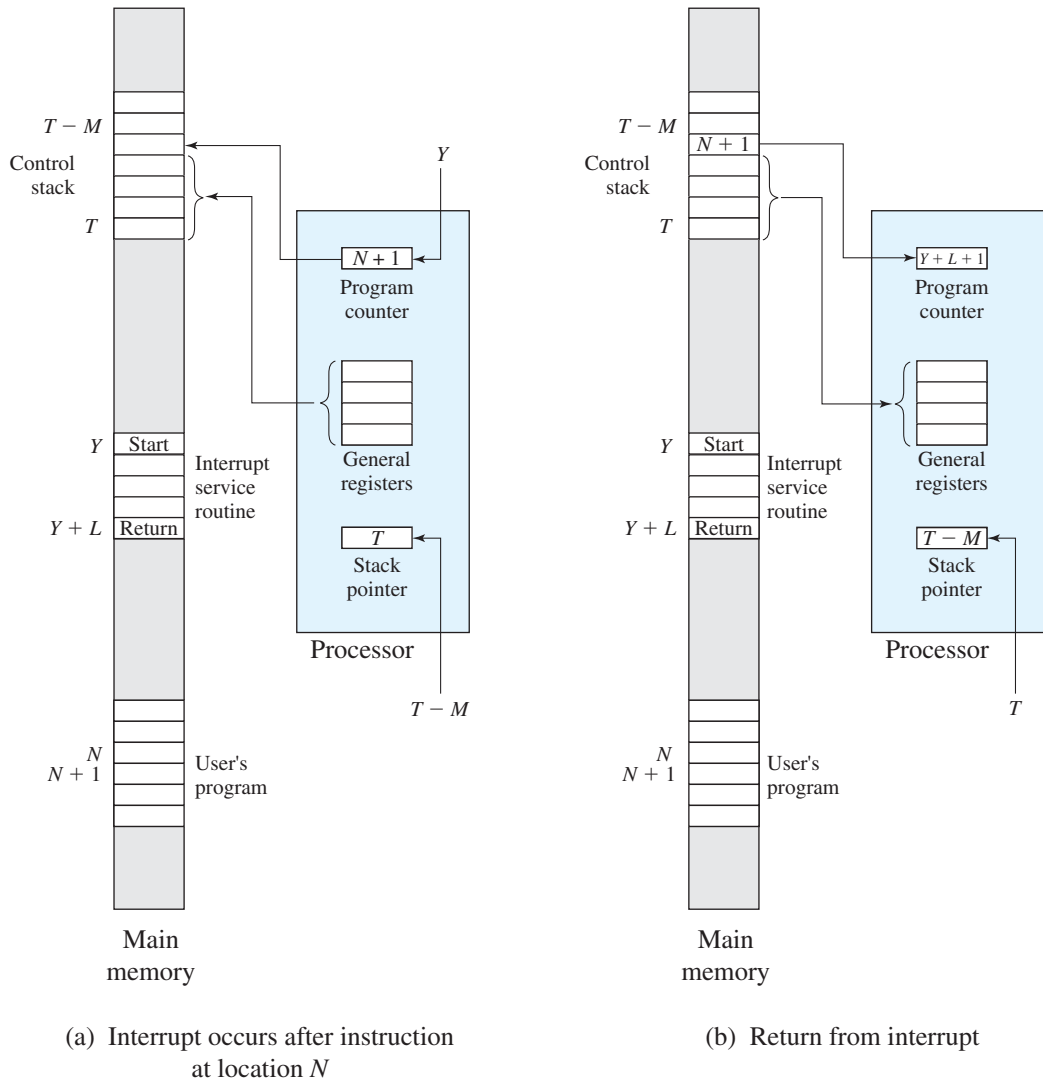 T − M
Control
stack
T
Y
N + 1
Program
counter
General
registers
T
Stack
pointer
Processor
T − M
Y
Start
Interrupt
service
routine
Y + L
Return
N
N + 1
User's
program
Main
memory
(a) Interrupt occurs after instruction
at location N
T − M
N + 1
Control
stack
T
Y + L + 1
Program
counter
General
registers
T − M
Stack
pointer
Processor
T
Y
Start
Interrupt
service
routine
Y + L
Return
N
N + 1
User's
program
Main
memory
(b) Return from interrupt